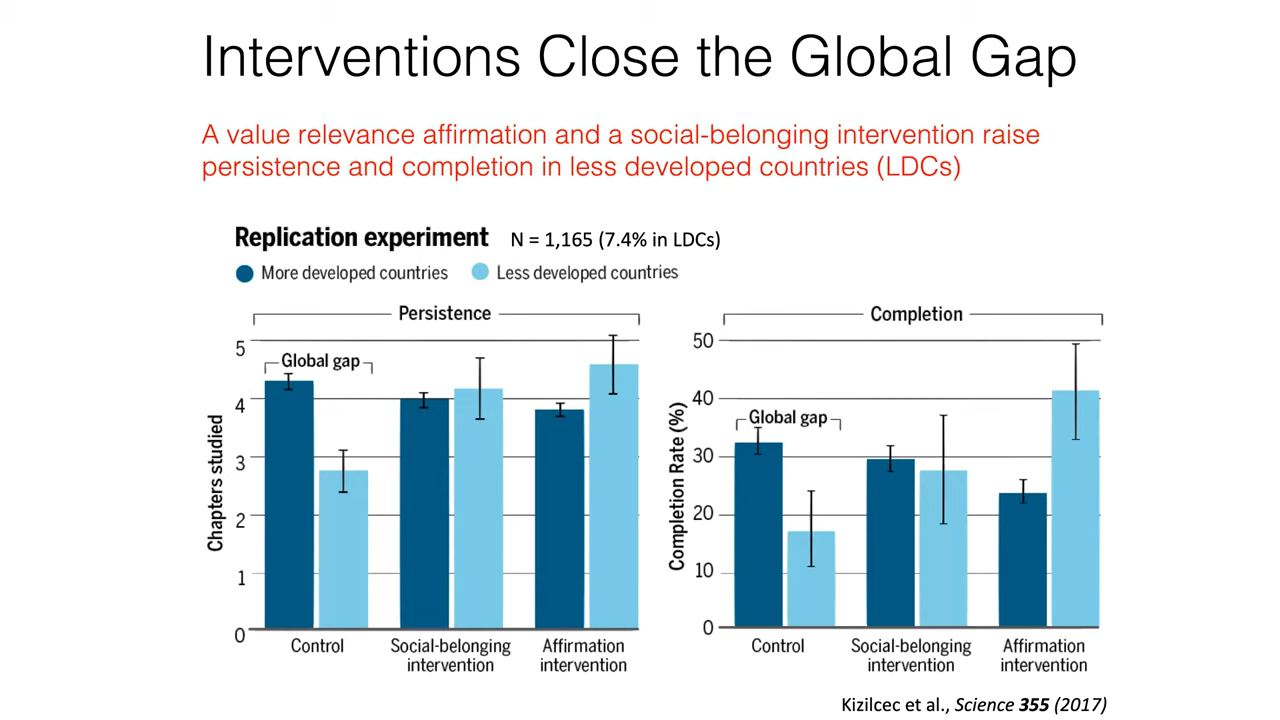 Interventions Close the Global Gap
A value relevance affirmation and a social-belonging intervention raise
persistence and completion in less developed countries (LDCs)
Replication experiment N = 1,165 (7.4% in LDCs)
More developed countries Less developed countries
Persistence
Chapters studied
5
4
3
2
1
0
Global gap
Control
Social-belonging
intervention
Affirmation
intervention
Completion
Completion Rate (%)
50
40
30
20
10
0
Global gap
Control
Social-belonging
intervention
Affirmation
intervention
Kizilcec et al., Science 355 (2017)